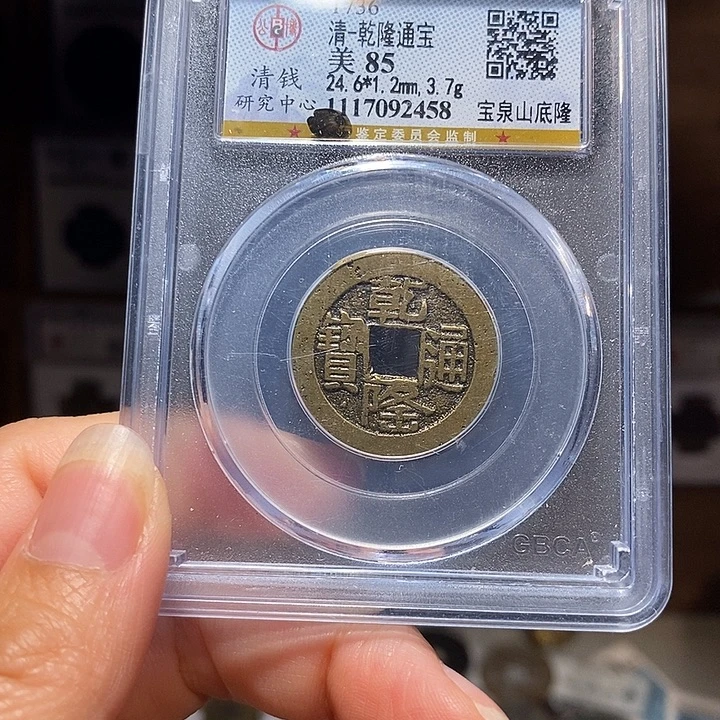 1736
清-乾隆通宝
美 85
清钱
24.6*1.2mm, 3.7g
研究中心
1117092458
宝泉山底隆
鉴定委员会监制
乾隆通寳
GBCA